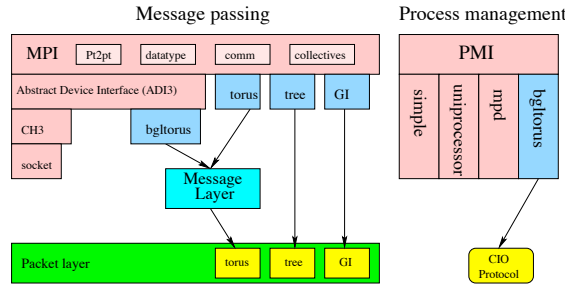 Message passing
Process management
MPI
Pt2pt
datatype
comm
collectives
PMI
Abstract Device Interface (ADI3)
torus
tree
GI
simple
uniprocessor
mpd
bgltorus
CH3
bgltorus
socket
Message
Layer
Packet layer
torus
tree
GI
CIO
Protocol